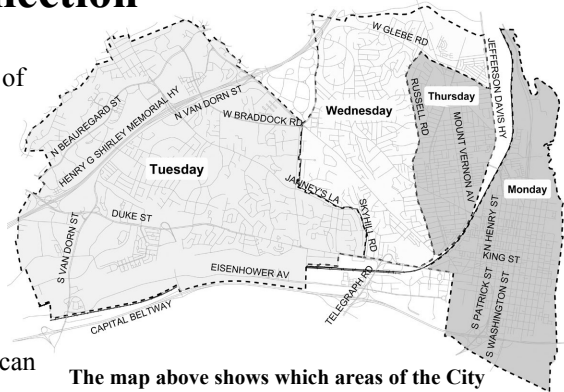 llection
of
W GLEBE RD
JEFFERSON DAVIS HY
N BEAUREGARD ST
HENRY G SHIRLEY MEMORIAL HY
N VAN DORN ST
W BRADDOCK RD
Wednesday
RUSSELL RD
Thursday
MOUNT VERNON AV
Tuesday
Monday
JANNEY'S LA
SKYHILL RD
DUKE ST
S VAN DORN ST
N HENRY ST
KING ST
EISENHOWER AV
TELEGRAPH RD
S PATRICK ST
S WASHINGTON ST
CAPITAL BELTWAY
can
The map above shows which areas of the City